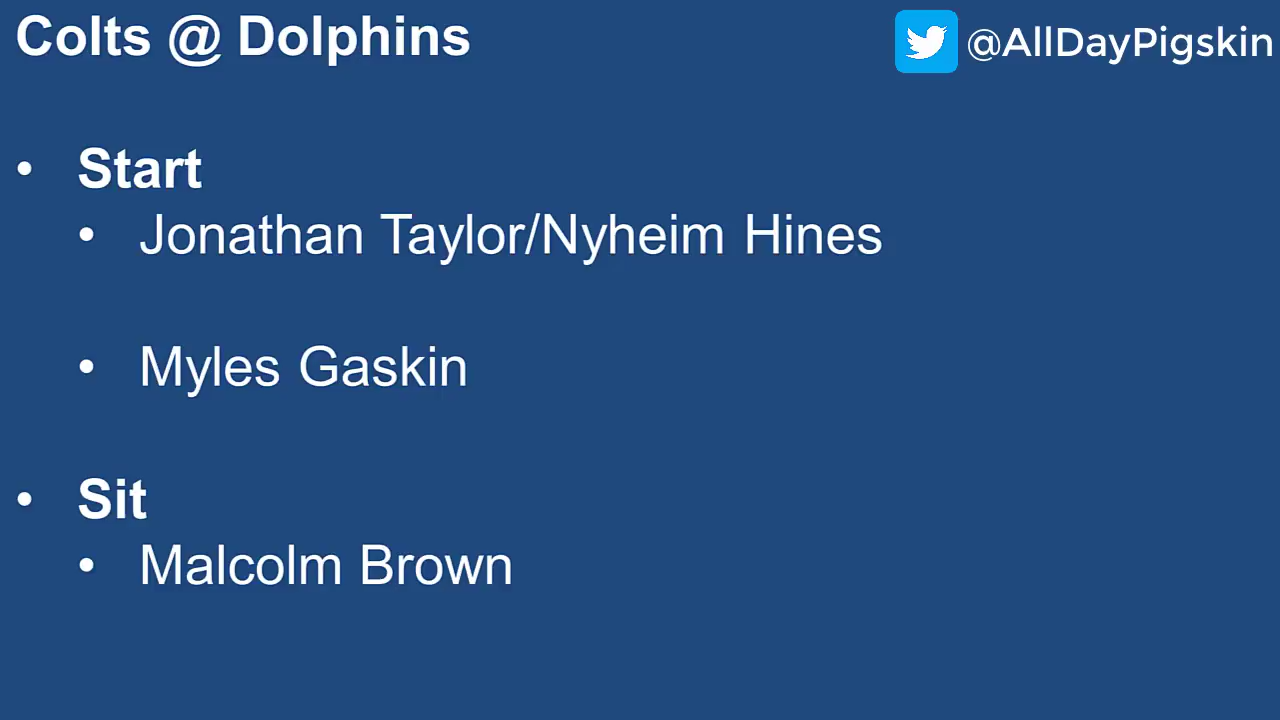 Colts @ Dolphins
@AllDayPigskin
• Start
• Jonathan Taylor/Nyheim Hines
• Myles Gaskin
• Sit
• Malcolm Brown